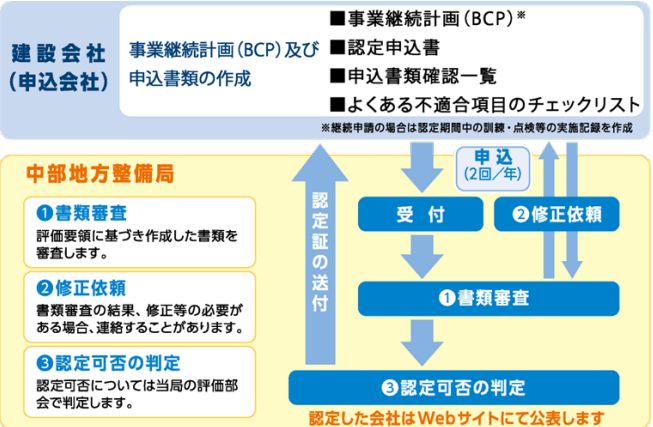 建設会社
(申込会社)
事業継続計画(BCP)及び
申込書類の作成
■事業継続計画(BCP)※
■認定申込書
■申込書類確認一覧
■よくある不適合項目のチェックリスト
※継続申請の場合は認定期間中の訓練・点検等の実施記録を作成
中部地方整備局
❶書類審査
評価要領に基づき作成した書類を
審査します。
❷修正依頼
書類審査の結果、修正等の必要が
ある場合、連絡することがあります。
❸認定可否の判定
認定可否については当局の評価部
会で判定します。
認定証の送付
申込
(2回/年)
受付
❷修正依頼
❶書類審査
❸認定可否の判定
認定した会社はWebサイトにて公表します